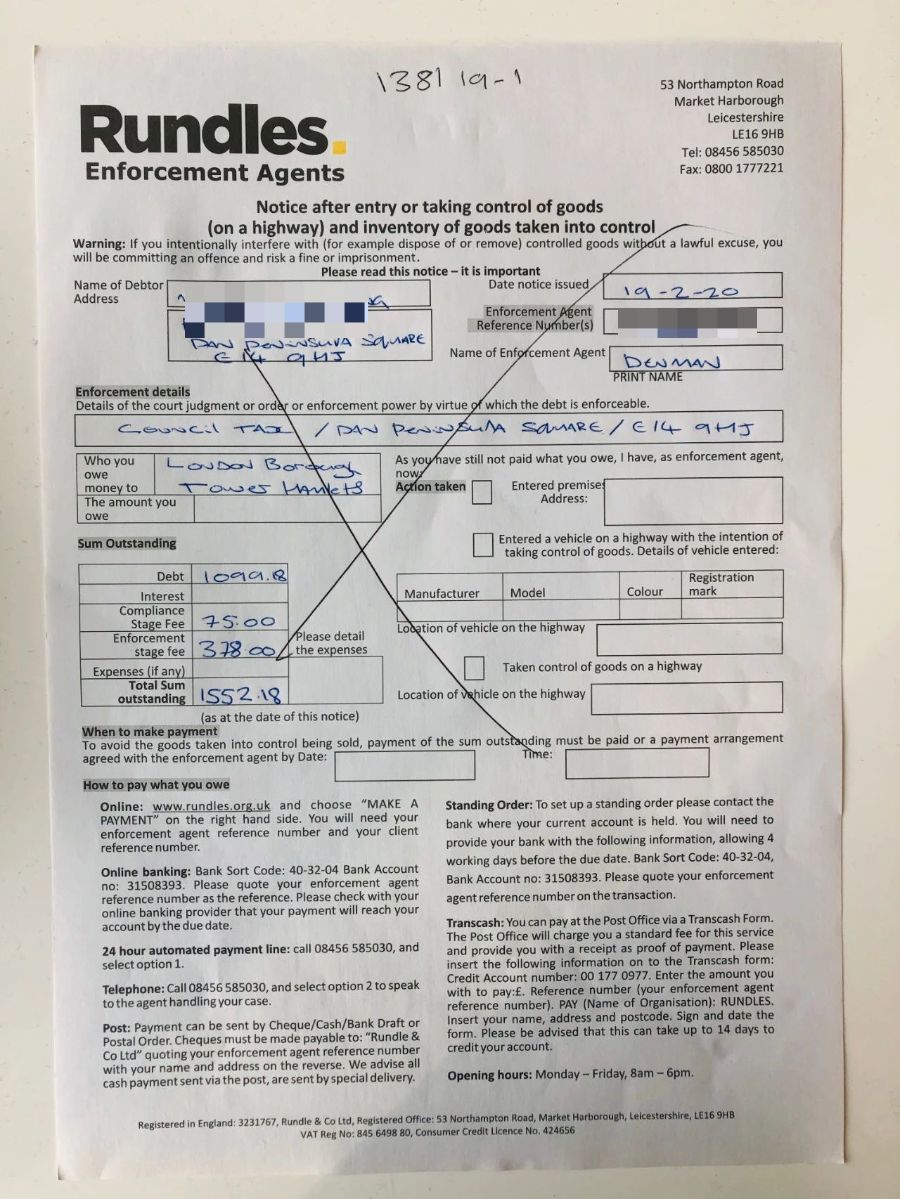 138119-1
Rundles.
Enforcement Agents
53 Northampton Road
Market Harborough
Leicestershire
LE16 9HB
Tel: 08456 585030
Fax: 0800 1777221
Notice after entry or taking control of goods
(on a highway) and inventory of goods taken into control
Warning: If you intentionally interfere with (for example dispose of or remove) controlled goods without a lawful excuse, you
will be committing an offence and risk a fine or imprisonment.
Please read this notice – it is important
Name of Debtor
Address
DAN PENINSULA SQUARE
E14 9HJ
Date notice issued
19-2-20
Enforcement Agent
Reference Number(s)
Name of Enforcement Agent
DENMAN
PRINT NAME
Enforcement details
Details of the court judgment or order or enforcement power by virtue of which the debt is enforceable.
COUNCIL TAX / DAN PENINSULA SQUARE / E14 9HJ
Who you
owe
money to
LONDON Borough
Tower Hamlets
The amount you
owe
As you have still not paid what you owe, I have, as enforcement agent,
now:
Action taken
Entered premises
Address:
Entered a vehicle on a highway with the intention of
taking control of goods. Details of vehicle entered:
Sum Outstanding
Debt 1099.18
Interest
Compliance
Stage Fee 75.00
Enforcement
stage fee 378.00
Please detail
the expenses
Expenses (if any)
Total Sum
outstanding 1552.18
(as at the date of this notice)
Manufacturer Model Colour Registration
mark
Location of vehicle on the highway
Taken control of goods on a highway
Location of vehicle on the highway
When to make payment
To avoid the goods taken into control being sold, payment of the sum outstanding must be paid or a payment arrangement
agreed with the enforcement agent by Date: Time:
How to pay what you owe
Online: www.rundles.org.uk and choose “MAKE A
PAYMENT” on the right hand side. You will need your
enforcement agent reference number and your client
reference number.
Online banking: Bank Sort Code: 40-32-04 Bank Account
no: 31508393. Please quote your enforcement agent
reference number as the reference. Please check with your
online banking provider that your payment will reach your
account by the due date.
24 hour automated payment line: call 08456 585030, and
select option 1.
Telephone: Call 08456 585030, and select option 2 to speak
to the agent handling your case.
Post: Payment can be sent by Cheque/Cash/Bank Draft or
Postal Order. Cheques must be made payable to: “Rundle &
Co Ltd” quoting your enforcement agent reference number
with your name and address on the reverse. We advise all
cash payment sent via the post, are sent by special delivery.
Standing Order: To set up a standing order please contact the
bank where your current account is held. You will need to
provide your bank with the following information, allowing 4
working days before the due date. Bank Sort Code: 40-32-04,
Bank Account no: 31508393. Please quote your enforcement
agent reference number on the transaction.
Transcash: You can pay at the Post Office via a Transcash Form.
The Post Office will charge you a standard fee for this service
and provide you with a receipt as proof of payment. Please
insert the following information on to the Transcash form:
Credit Account number: 00 177 0977. Enter the amount you
with to pay:£. Reference number (your enforcement agent
reference number). PAY (Name of Organisation): RUNDLES.
Insert your name, address and postcode. Sign and date the
form. Please be advised that this can take up to 14 days to
credit your account.
Opening hours: Monday – Friday, 8am – 6pm.
Registered in England: 3231767, Rundle & Co Ltd, Registered Office: 53 Northampton Road, Market Harborough, Leicestershire, LE16 9HB
VAT Reg No: 845 6498 80, Consumer Credit Licence No. 424656